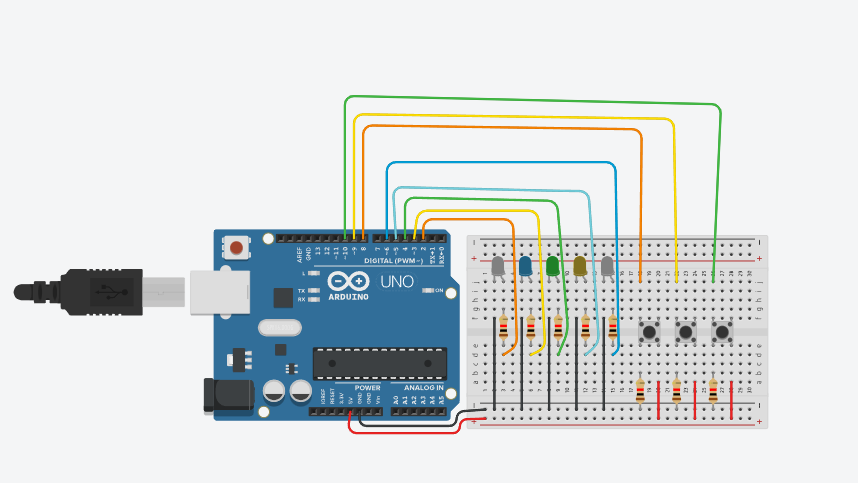 AREF
GND
13
12
~11
~10
~9
8
7
~6
~5
4
~3
2
TX→1
RX←0
DIGITAL (PWM~)
L
TX
RX
UNO
ARDUINO
ON
POWER
ANALOG IN
IOREF
RESET
3.3V
5V
GND
GND
Vin
A0
A1
A2
A3
A4
A5
a b c d e
f g h i j